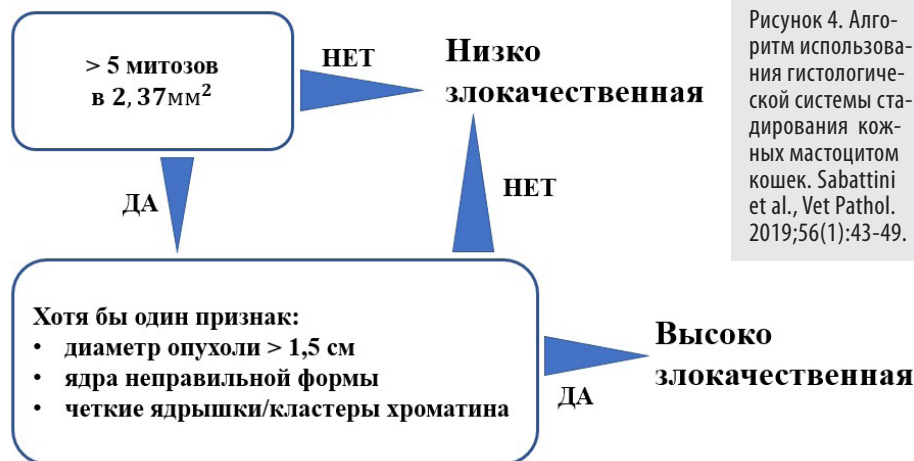 > 5 митозов
в 2, 37мм²
НЕТ
Низко
злокачественная
ДА
НЕТ
Хотя бы один признак:
• диаметр опухоли > 1,5 см
• ядра неправильной формы
• четкие ядрышки/кластеры хроматина
ДА
Высоко
злокачественная
Рисунок 4. Алго-
ритм использова-
ния гистологиче-
ской системы ста-
дирования кож-
ных мастоцитом
кошек. Sabattini
et al., Vet Pathol.
2019;56(1):43-49.